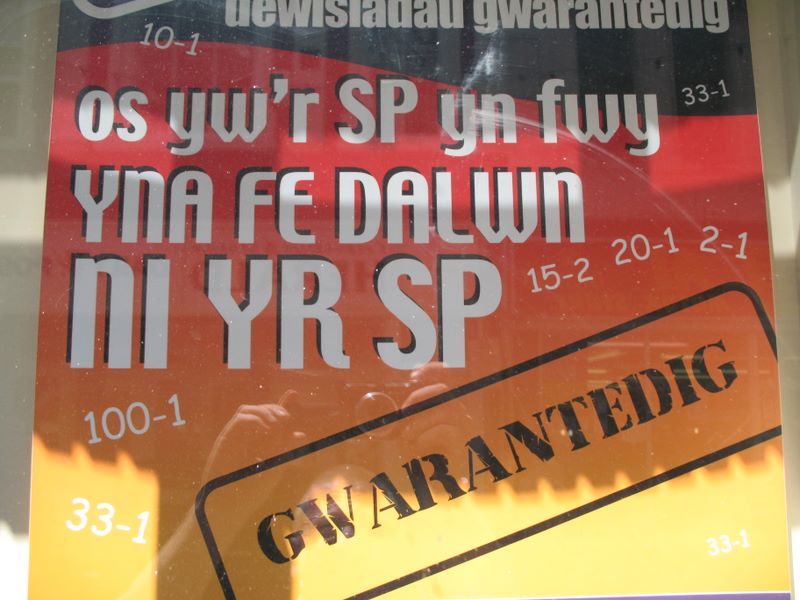 dewisiadau gwarantedig
10-1
os yw'r SP yn fwy
33-1
YNA FE DALWN
NI YR SP
15-2 20-1 2-1
100-1
GWARANTEDIG
33-1
33-1